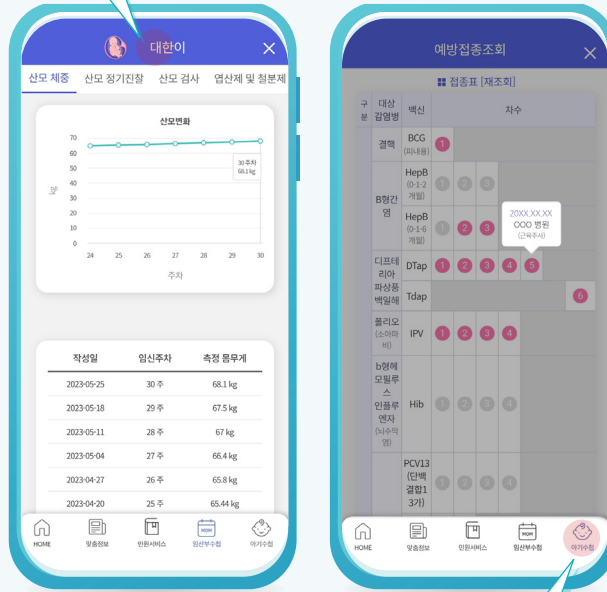 대한이
산모 체중 산모 정기진찰 산모 검사 엽산제 및 철분제
산모변화
70
60
50
40
30
20
10
0
kg
30 주차
68.1 kg
24 25 26 27 28 29 30
주차
작성일 임신주차 측정 몸무게
2023-05-25 30 주 68.1 kg
2023-05-18 29 주 67.5 kg
2023-05-11 28 주 67 kg
2023-05-04 27 주 66.4 kg
2023-04-27 26 주 65.8 kg
2023-04-20 25 주 65.44 kg
HOME 맞춤정보 민원서비스 임산부수첩 아기수첩
MOM
예방접종조회
접종표 [재조회]
구분 대상 감염병 백신 차수
결핵 BCG (피내용) 1
B형간염 HepB (0-1-2 개월) 1 2 3
HepB (0-1-6 개월) 1 2 3
20XX.XX.XX
OOO 병원
(근육주사)
디프테리아 파상풍 백일해 DTap 1 2 3 4 5
Tdap 6
폴리오 (소아마비) IPV 1 2 3 4
b형헤모필루스 인플루엔자 (뇌수막염) Hib 1 2 3 4
PCV13 (단백결합13가) 1 2 3 4
HOME 맞춤정보 민원서비스 임산부수첩 아기수첩
MOM